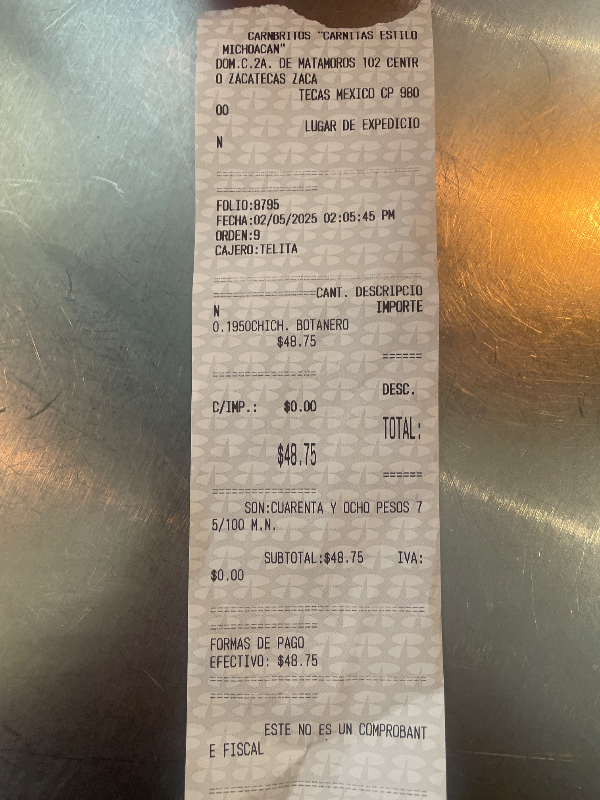 CARNBRITOS "CARNITAS ESTILO
MICHOACAN"
DOM.C.2A. DE MATAMOROS 102 CENTR
O ZACATECAS ZACA
TECAS MEXICO CP 980
00
LUGAR DE EXPEDICIO
N
================================
================
FOLIO:8795
FECHA:02/05/2025 02:05:45 PM
ORDEN:9
CAJERO:TELITA
================================
================CANT. DESCRIPCIO
N IMPORTE
0.1950CHICH. BOTANERO
$48.75
======
================
DESC.
C/IMP.: $0.00
TOTAL:
$48.75
======
================
SON:CUARENTA Y OCHO PESOS 7
5/100 M.N.
SUBTOTAL:$48.75 IVA:
$0.00
================================
================
FORMAS DE PAGO
EFECTIVO: $48.75
================================
================
ESTE NO ES UN COMPROBANT
E FISCAL
================================